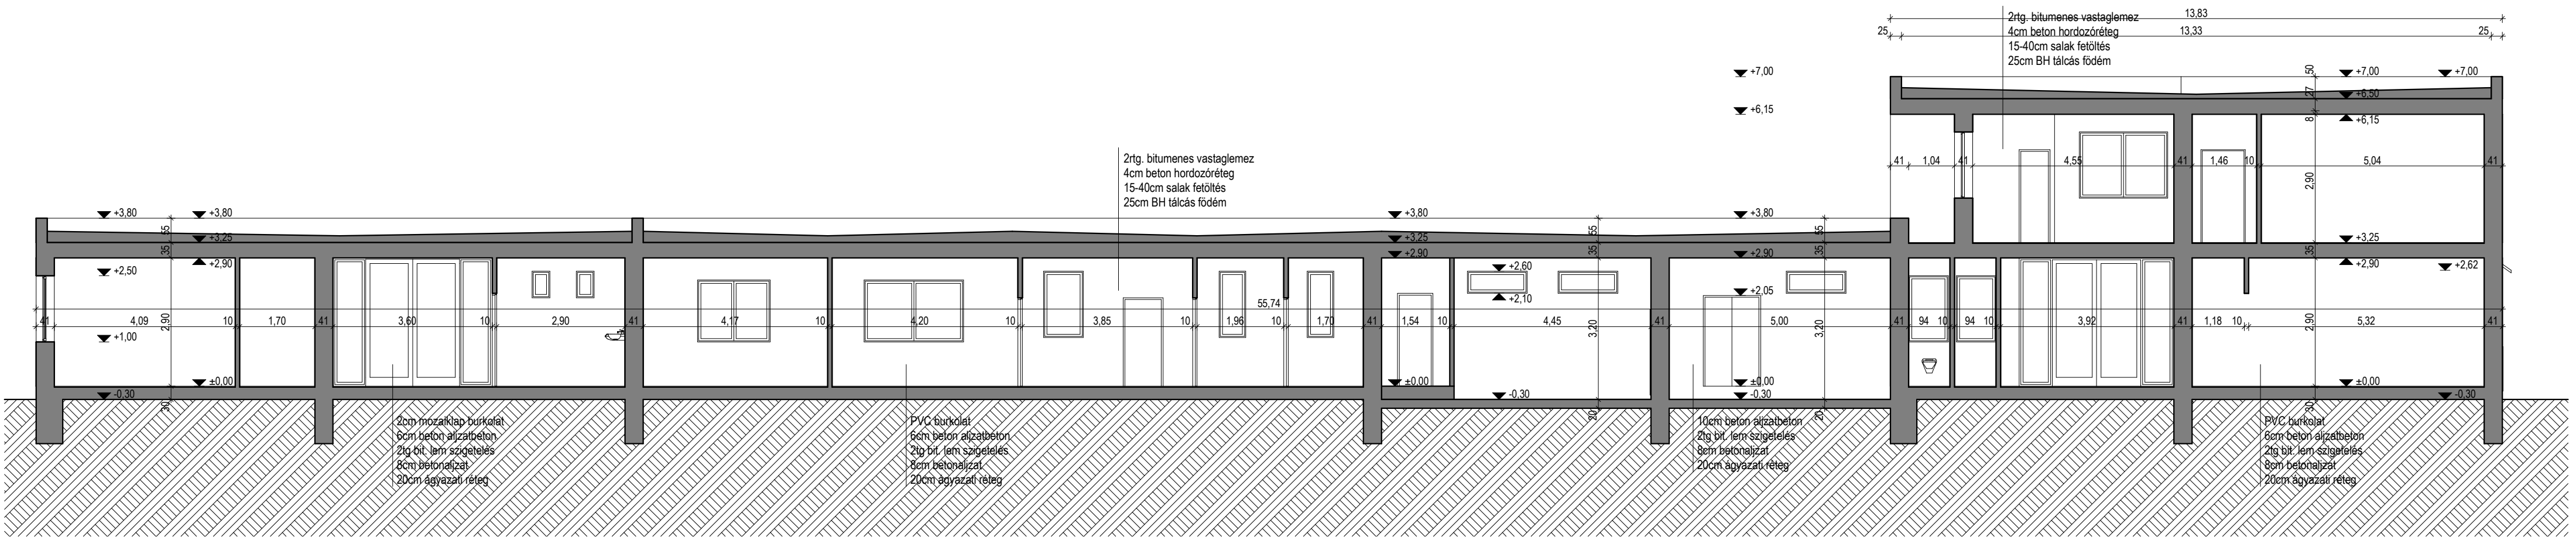 13,83
25 13,33 25
2rtg. bitumenes vastaglemez
4cm beton hordozóréteg
15-40cm salak fetöltés
25cm BH tálcás födém
+7,00 +7,00 +7,00
50
27
+6,50
+6,15 +6,15
8
41 1,04 41 4,55 41 1,46 10 5,04 41
2,90
2rtg. bitumenes vastaglemez
4cm beton hordozóréteg
15-40cm salak fetöltés
25cm BH tálcás födém
+3,80 +3,80 +3,80 +3,80
55 55 55
+3,25 +3,25 +3,25
35 35 35 35
+2,90 +2,90 +2,90 +2,90
+2,50 +2,60 +2,62
+2,10 +2,05
55,74
41 4,09 10 1,70 41 3,60 10 2,90 41 4,17 10 4,20 10 3,85 10 1,96 10 1,70 41 1,54 10 4,45 41 5,00 41 94 10 94 10 3,92 41 1,18 10 5,32 41
2,90 3,20 3,20 2,90
+1,00
±0,00 ±0,00 ±0,00 ±0,00
-0,30 -0,30 -0,30 -0,30
30 20 20 30
2cm mozaiklap burkolat
6cm beton aljzatbeton
2tg bit. lem szigetelés
8cm betonaljzat
20cm ágyazati réteg
PVC burkolat
6cm beton aljzatbeton
2tg bit. lem szigetelés
8cm betonaljzat
20cm ágyazati réteg
10cm beton aljzatbeton
2tg bit. lem szigetelés
8cm betonaljzat
20cm ágyazati réteg
PVC burkolat
6cm beton aljzatbeton
2tg bit. lem szigetelés
8cm betonaljzat
20cm ágyazati réteg